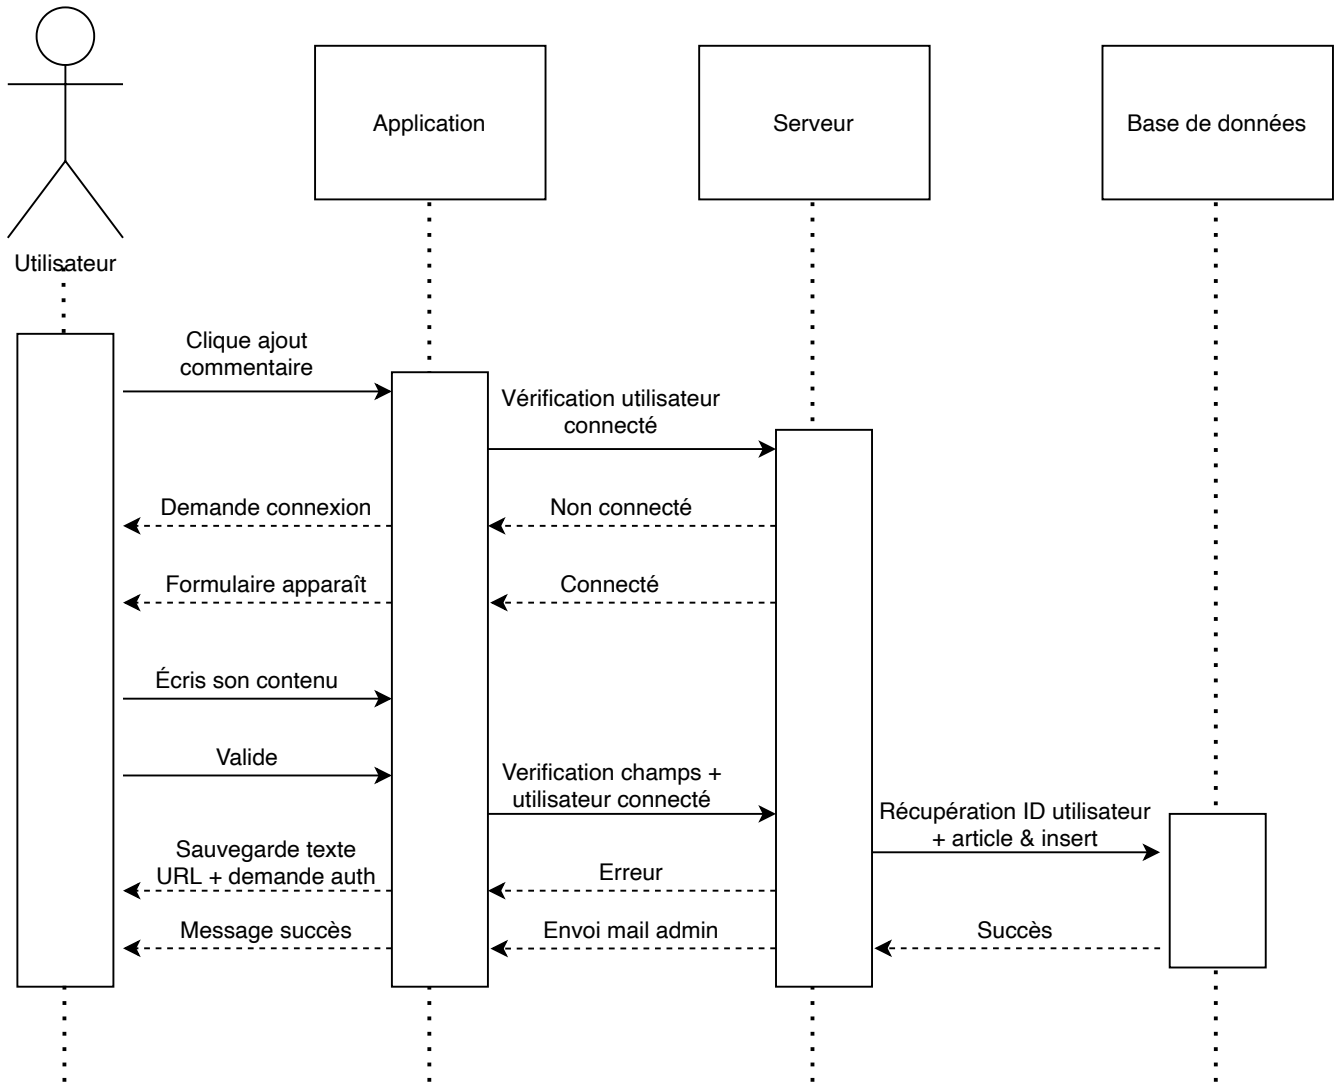 Utilisateur
Application
Serveur
Base de données
Clique ajout
commentaire
Vérification utilisateur
connecté
Demande connexion
Non connecté
Formulaire apparaît
Connecté
Écris son contenu
Valide
Verification champs +
utilisateur connecté
Récupération ID utilisateur
+ article & insert
Sauvegarde texte
URL + demande auth
Erreur
Message succès
Envoi mail admin
Succès